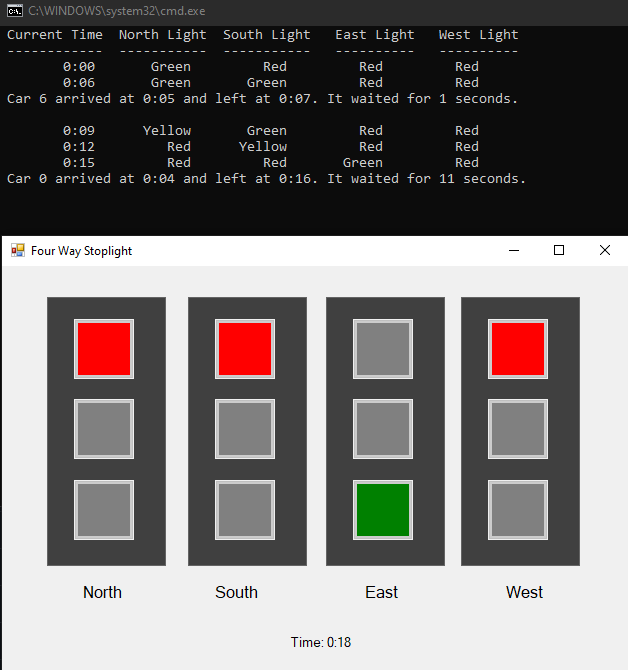 C:\WINDOWS\system32\cmd.exe
Current Time  North Light  South Light   East Light   West Light
------------  -----------  -----------   ----------   ----------
0:00       Green         Red         Red         Red
0:06       Green       Green         Red         Red
Car 6 arrived at 0:05 and left at 0:07. It waited for 1 seconds.
0:09      Yellow       Green         Red         Red
0:12         Red      Yellow         Red         Red
0:15         Red         Red       Green         Red
Car 0 arrived at 0:04 and left at 0:16. It waited for 11 seconds.
Four Way Stoplight
North South East West
Time: 0:18